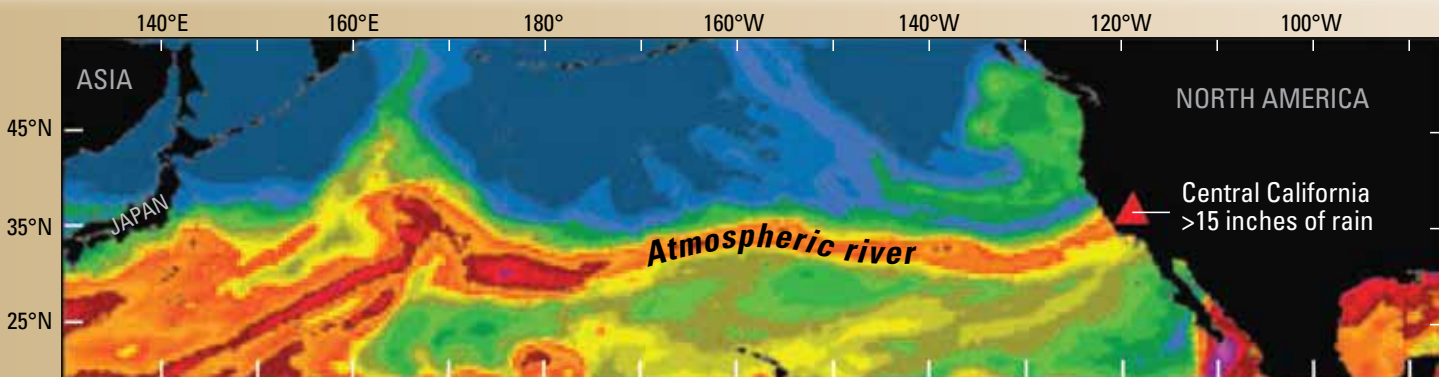 140°E 160°E 180° 160°W 140°W 120°W 100°W
ASIA
NORTH AMERICA
45°N
Central California
>15 inches of rain
JAPAN
35°N
Atmospheric river
25°N